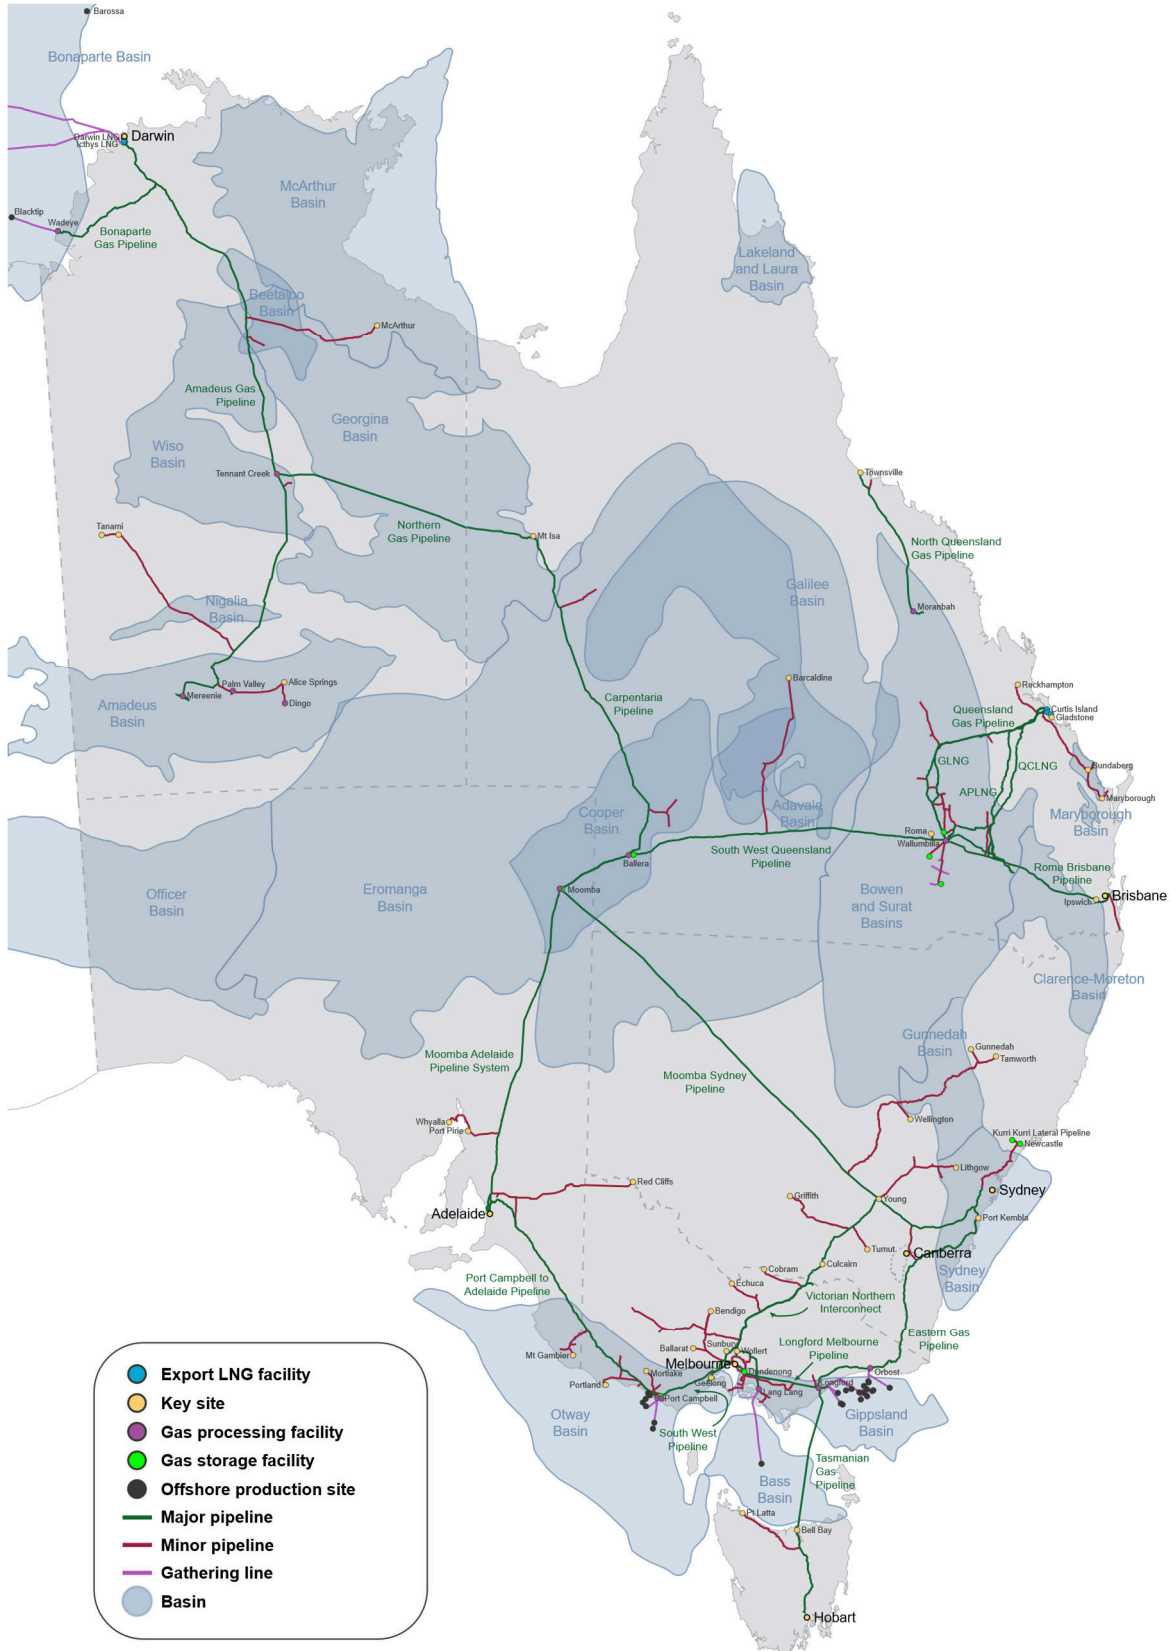 Barossa
Bonaparte Basin
Darwin LNG
Icthys LNG
Darwin
McArthur
Basin
Blacktip
Wadeye
Bonaparte
Gas Pipeline
Lakeland
and Laura
Basin
Beetaloo
Basin
McArthur
Amadeus Gas
Pipeline
Georgina
Basin
Wiso
Basin
Tennant Creek
Townsville
Tanami
Northern
Gas Pipeline
Mt Isa
North Queensland
Gas Pipeline
Galilee
Basin
Nigalia
Basin
Moranbah
Palm Valley
Alice Springs
Mereenie
Dingo
Amadeus
Basin
Carpentaria
Pipeline
Barcaldine
Rockhampton
Queensland
Gas Pipeline
Curtis Island
Gladstone
GLNG
QCLNG
Bundaberg
APLNG
Maryborough
Maryborough
Basin
Cooper
Basin
Adavale
Basin
Roma
Wallumbilla
Ballera
South West Queensland
Pipeline
Roma Brisbane
Pipeline
Officer
Basin
Eromanga
Basin
Moomba
Bowen
and Surat
Basins
Ipswich
Brisbane
Clarence-Moreton
Basin
Gunnedah
Basin
Gunnedah
Tamworth
Moomba Adelaide
Pipeline System
Moomba Sydney
Pipeline
Whyalla
Port Pirie
Wellington
Kurri Kurri Lateral Pipeline
Newcastle
Lithgow
Red Cliffs
Griffith
Young
Sydney
Adelaide
Port Kembla
Tumut
Canberra
Sydney
Basin
Port Campbell to
Adelaide Pipeline
Cobram
Culcairn
Echuca
Victorian Northern
Interconnect
Bendigo
Eastern Gas
Pipeline
Sunbury
Wollert
Longford Melbourne
Pipeline
Ballarat
Mt Gambier
Melbourne
Dandenong
Orbost
Mortlake
Geelong
Portland
Lang Lang
Longford
Port Campbell
Otway
Basin
South West
Pipeline
Gippsland
Basin
Tasmanian
Gas
Pipeline
Bass
Basin
Pt Latta
Bell Bay
Hobart
Export LNG facility
Key site
Gas processing facility
Gas storage facility
Offshore production site
Major pipeline
Minor pipeline
Gathering line
Basin